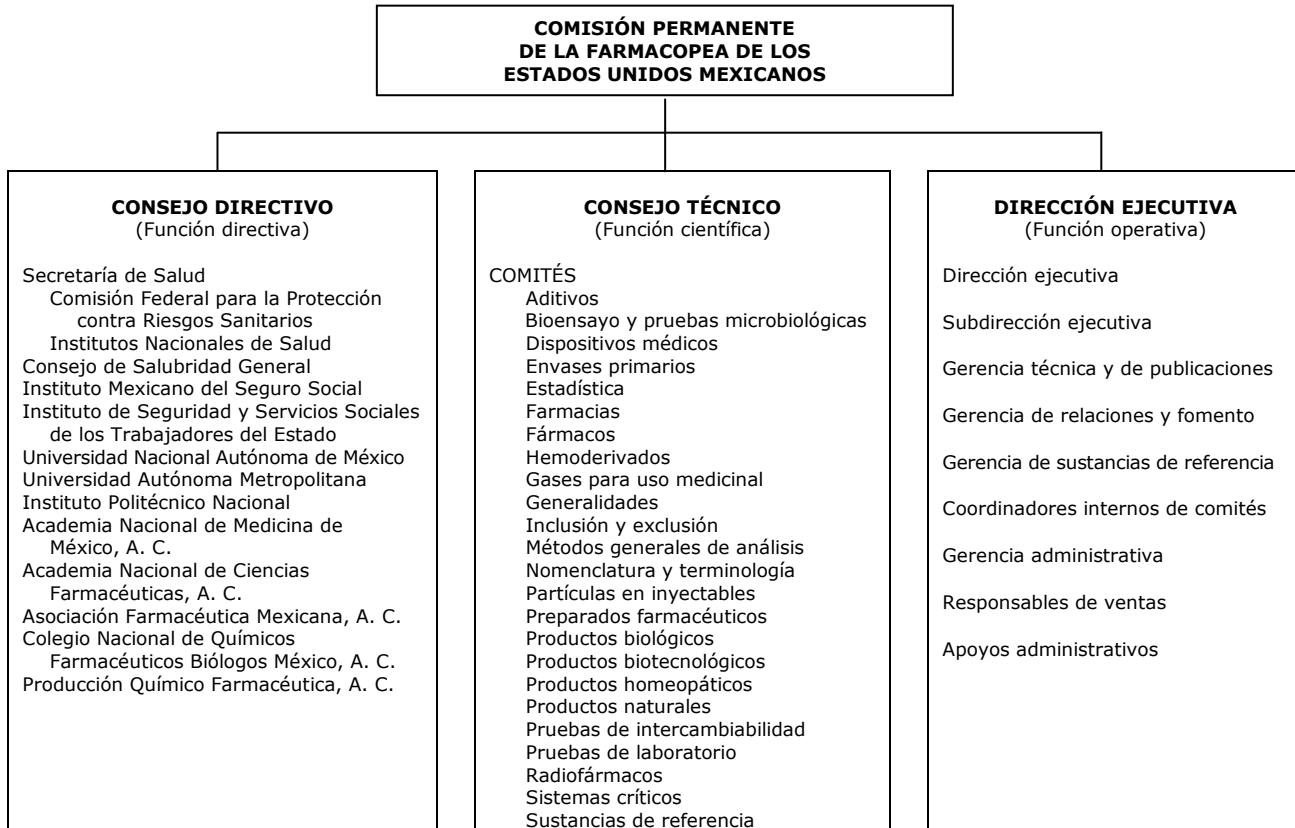 COMISIÓN PERMANENTE
DE LA FARMACOPEA DE LOS
ESTADOS UNIDOS MEXICANOS
CONSEJO DIRECTIVO
(Función directiva)
Secretaría de Salud
Comisión Federal para la Protección
contra Riesgos Sanitarios
Institutos Nacionales de Salud
Consejo de Salubridad General
Instituto Mexicano del Seguro Social
Instituto de Seguridad y Servicios Sociales
de los Trabajadores del Estado
Universidad Nacional Autónoma de México
Universidad Autónoma Metropolitana
Instituto Politécnico Nacional
Academia Nacional de Medicina de
México, A. C.
Academia Nacional de Ciencias
Farmacéuticas, A. C.
Asociación Farmacéutica Mexicana, A. C.
Colegio Nacional de Químicos
Farmacéuticos Biólogos México, A. C.
Producción Químico Farmacéutica, A. C.
CONSEJO TÉCNICO
(Función científica)
COMITÉS
Aditivos
Bioensayo y pruebas microbiológicas
Dispositivos médicos
Envases primarios
Estadística
Farmacias
Fármacos
Hemoderivados
Gases para uso medicinal
Generalidades
Inclusión y exclusión
Métodos generales de análisis
Nomenclatura y terminología
Partículas en inyectables
Preparados farmacéuticos
Productos biológicos
Productos biotecnológicos
Productos homeopáticos
Productos naturales
Pruebas de intercambiabilidad
Pruebas de laboratorio
Radiofármacos
Sistemas críticos
Sustancias de referencia
DIRECCIÓN EJECUTIVA
(Función operativa)
Dirección ejecutiva
Subdirección ejecutiva
Gerencia técnica y de publicaciones
Gerencia de relaciones y fomento
Gerencia de sustancias de referencia
Coordinadores internos de comités
Gerencia administrativa
Responsables de ventas
Apoyos administrativos